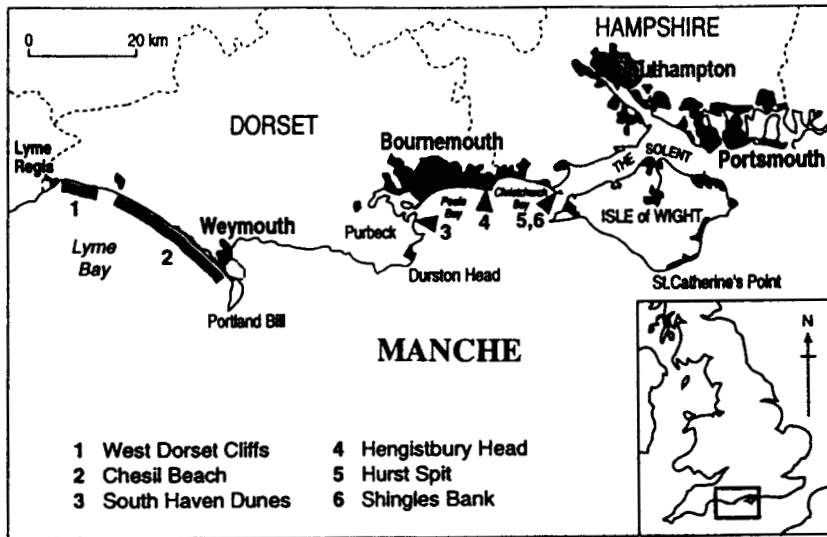 HAMPSHIRE
0 20 km
uthampton
DORSET
Bournemouth
Lyme
Regis
THE SOLENT
Portsmouth
Poole
Bay
Christchurch
Bay
1
Weymouth
Purbeck
3
4
5,6
ISLE of WIGHT
Lyme
Bay
2
Durston Head
St.Catherine's Point
Portland Bill
MANCHE
N
1 West Dorset Cliffs
2 Chesil Beach
3 South Haven Dunes
4 Hengistbury Head
5 Hurst Spit
6 Shingles Bank